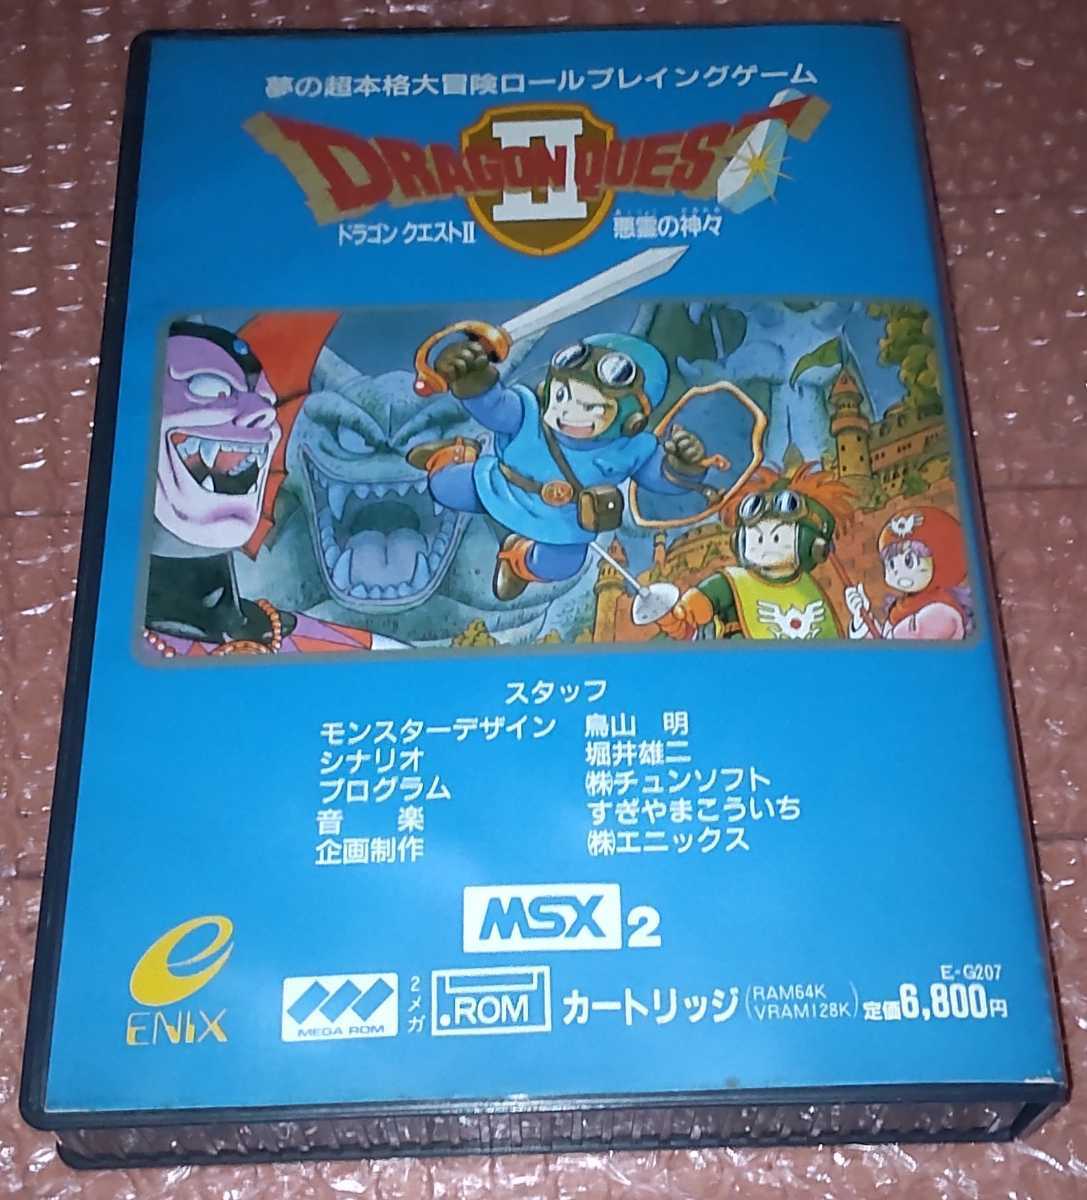 夢の超本格大冒険ロールプレイングゲーム
DRAGON QUEST
II
ドラゴンクエストII
悪霊の神々
スタッフ
モンスターデザイン 鳥山 明
シナリオ 堀井雄二
プログラム ㈱チュンソフト
音 楽 すぎやまこういち
企画制作 ㈱エニックス
MSX 2
E-G207
ENIX
MEGA ROM
2メガ
.ROM
カートリッジ
(RAM64K
VRAM128K)
定価6,800円